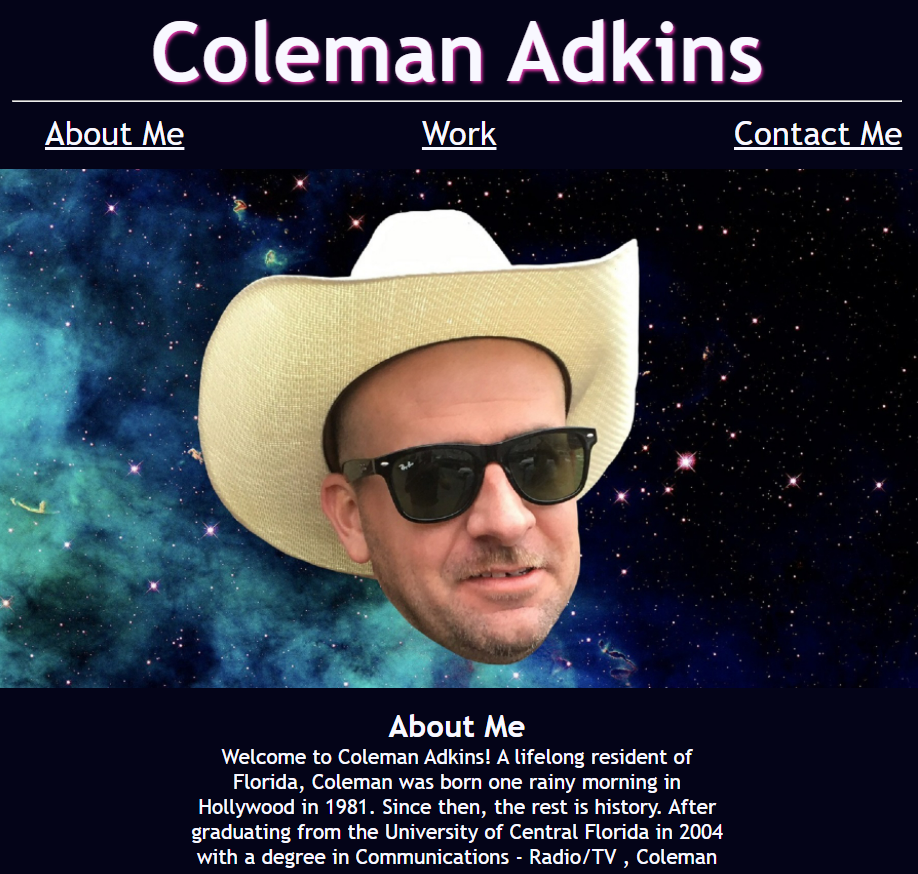 Coleman Adkins
About Me Work Contact Me
Ray-Ban
About Me
Welcome to Coleman Adkins! A lifelong resident of
Florida, Coleman was born one rainy morning in
Hollywood in 1981. Since then, the rest is history. After
graduating from the University of Central Florida in 2004
with a degree in Communications - Radio/TV , Coleman